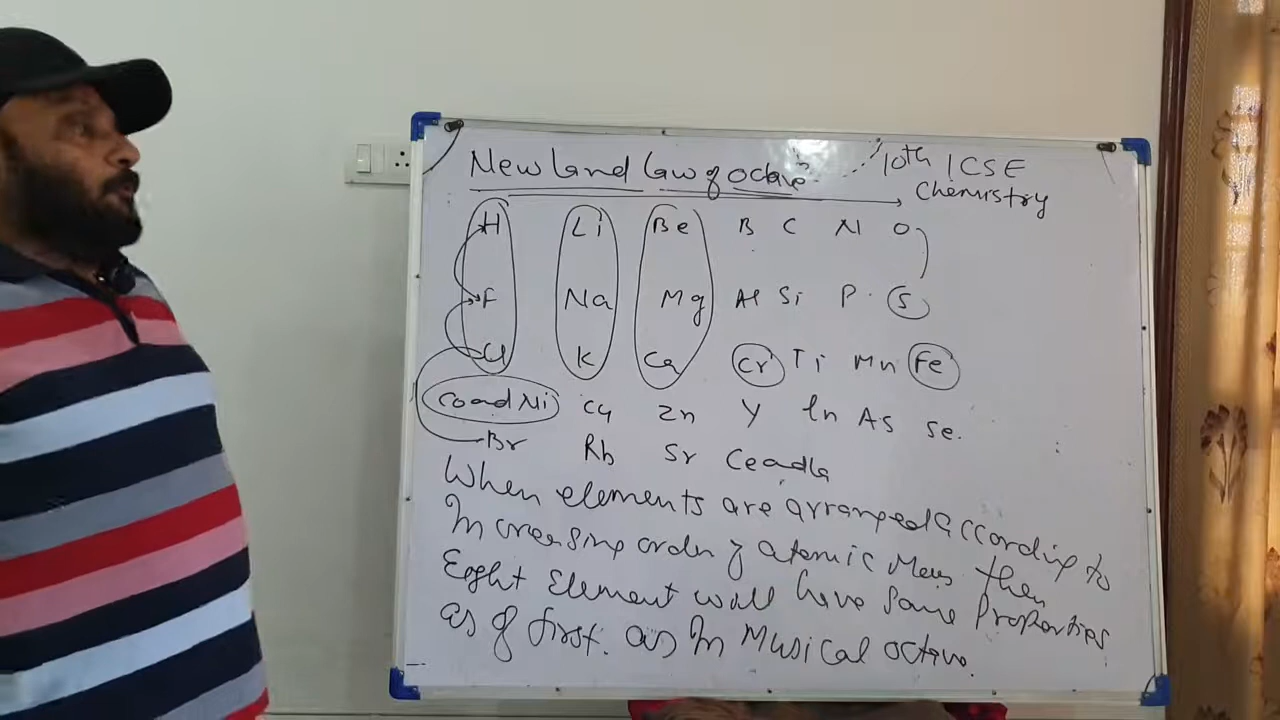 Newland Law of octave
10th ICSE
Chemistry
H Li Be B C N O
F Na Mg Al Si P S
Cl K Ca Cr Ti Mn Fe
Co and Ni Cu Zn Y In As Se.
Br Rb Sr Ce and La
When elements are arranged according to
Increasing order of atomic Mass then
Eight Element will have same Properties
as of first. as In Musical octave.